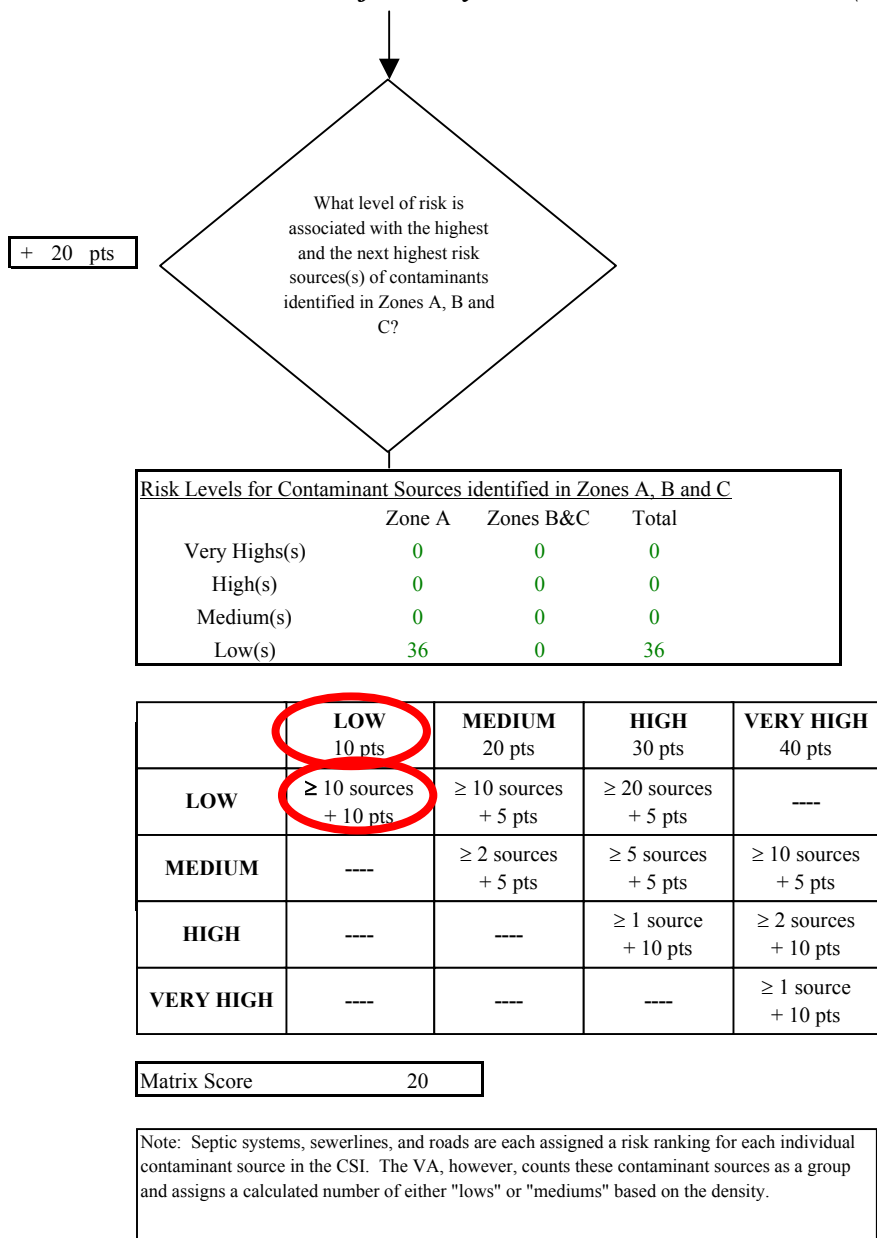 What level of risk is
associated with the highest
and the next highest risk
sources(s) of contaminants
identified in Zones A, B and
C?
+ 20 pts
Risk Levels for Contaminant Sources identified in Zones A, B and C
Zone A Zones B&C Total
Very Highs(s) 0 0 0
High(s) 0 0 0
Medium(s) 0 0 0
Low(s) 36 0 36
LOW MEDIUM HIGH VERY HIGH
10 pts 20 pts 30 pts 40 pts
LOW ≥ 10 sources + 10 pts ≥ 10 sources + 5 pts ≥ 20 sources + 5 pts ----
MEDIUM ---- ≥ 2 sources + 5 pts ≥ 5 sources + 5 pts ≥ 10 sources + 5 pts
HIGH ---- ---- ≥ 1 source + 10 pts ≥ 2 sources + 10 pts
VERY HIGH ---- ---- ---- ≥ 1 source + 10 pts
Matrix Score 20
Note: Septic systems, sewerlines, and roads are each assigned a risk ranking for each individual
contaminant source in the CSI. The VA, however, counts these contaminant sources as a group
and assigns a calculated number of either "lows" or "mediums" based on the density.